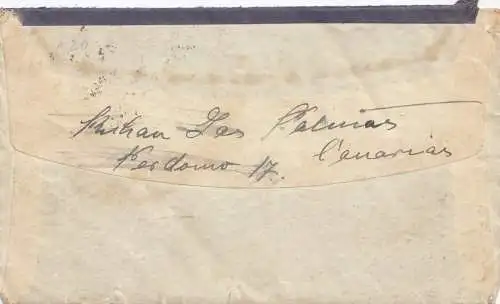 Las Palmas
Perdomo 17. Canarias